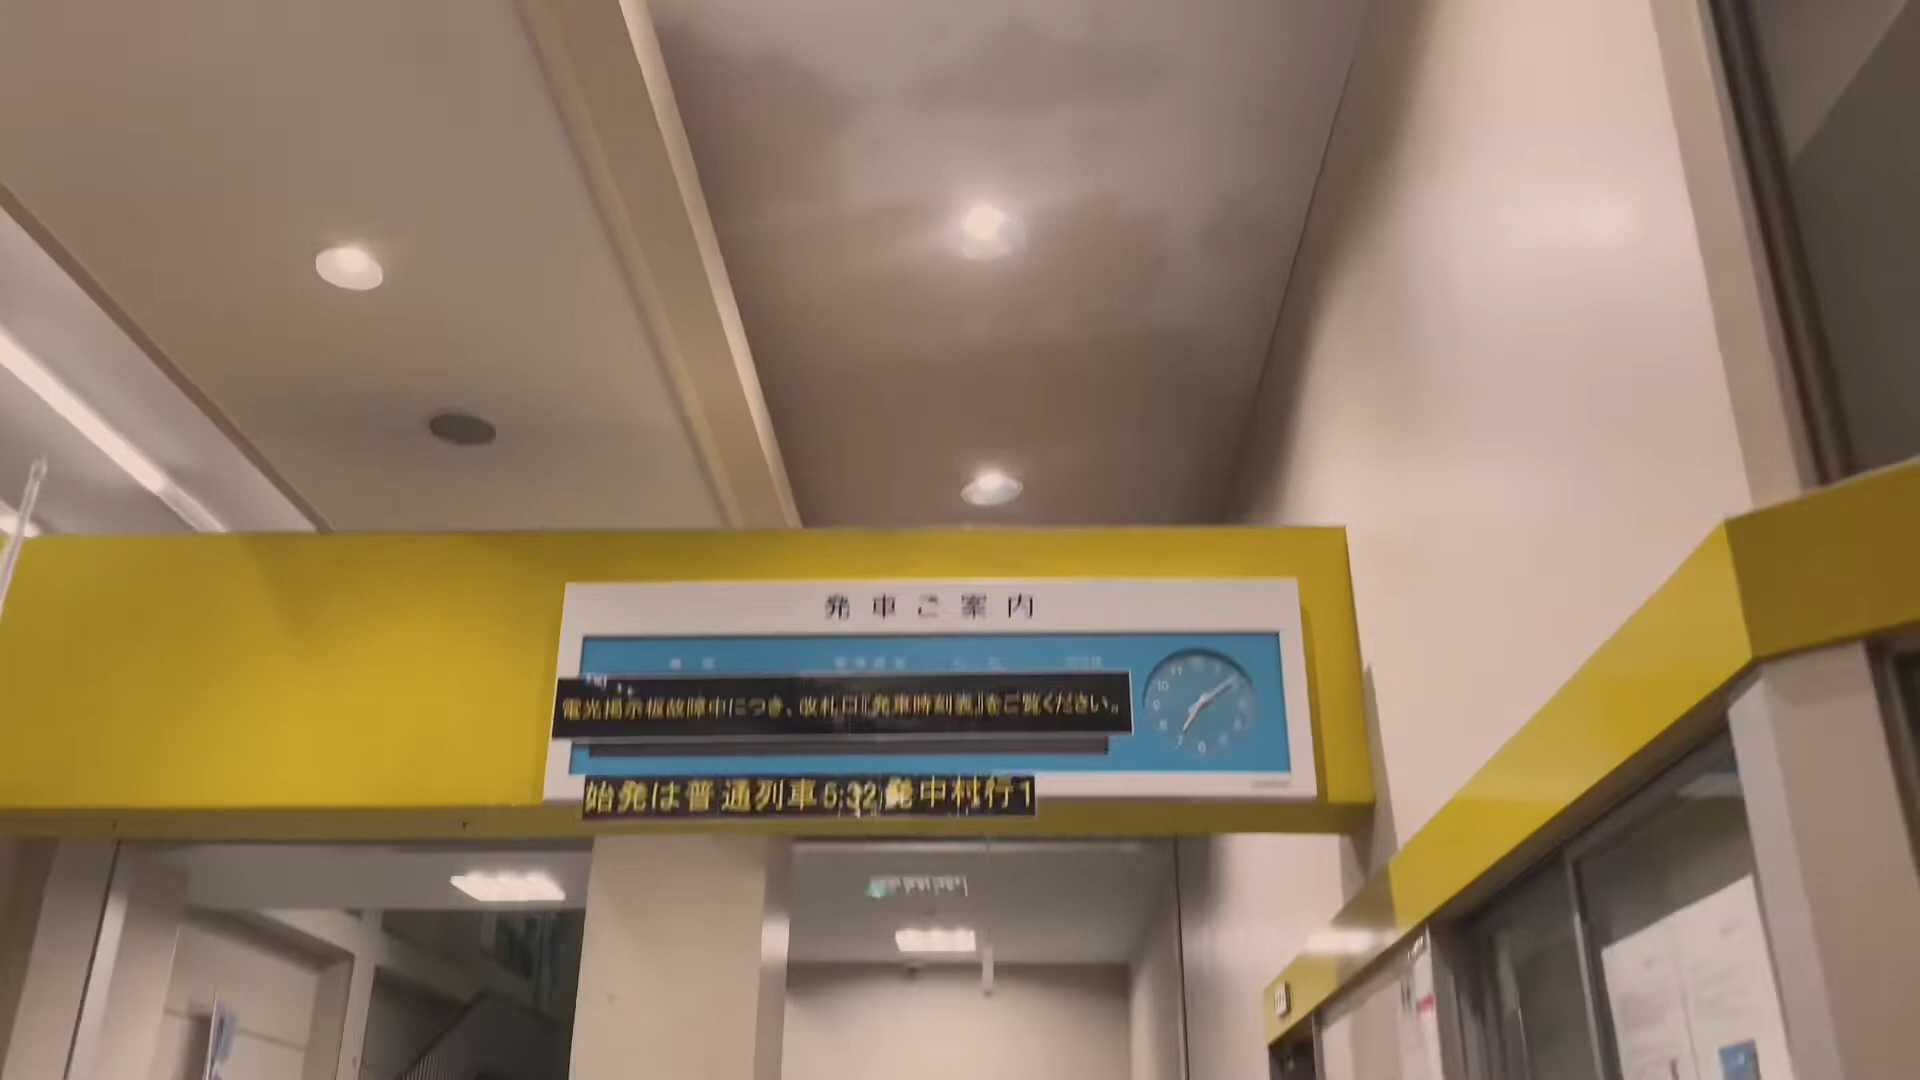 発車ご案内
電光掲示板故障中につき、改札口『発車時刻表』をご覧ください。
始発は普通列車5:32発中村行1